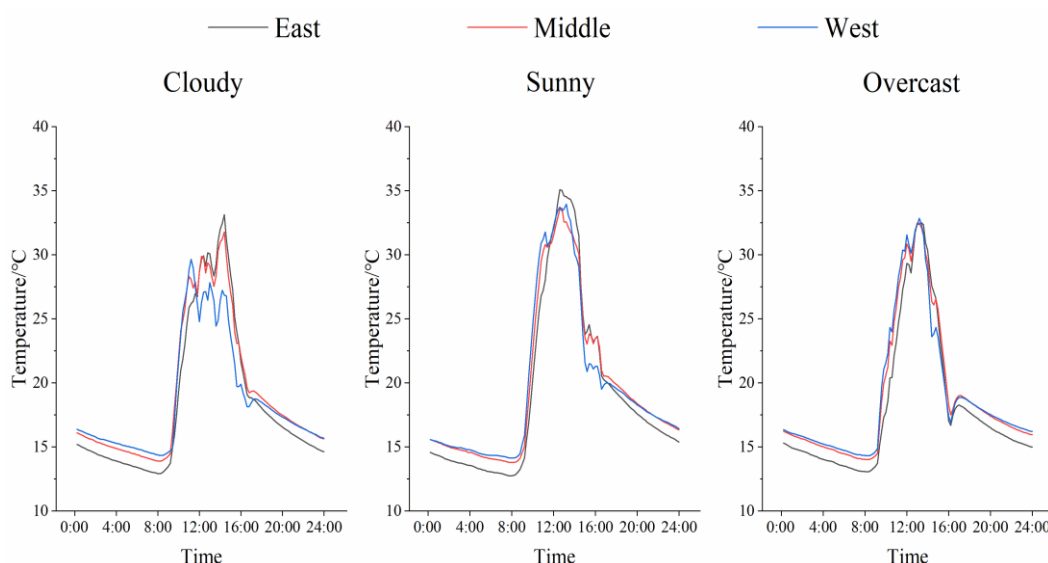 East Middle West
Cloudy Sunny Overcast
Temperature/°C Temperature/°C Temperature/°C
40 40 40
35 35 35
30 30 30
25 25 25
20 20 20
15 15 15
10 10 10
0:00 4:00 8:00 12:00 16:00 20:00 24:00 0:00 4:00 8:00 12:00 16:00 20:00 24:00 0:00 4:00 8:00 12:00 16:00 20:00 24:00
Time Time Time